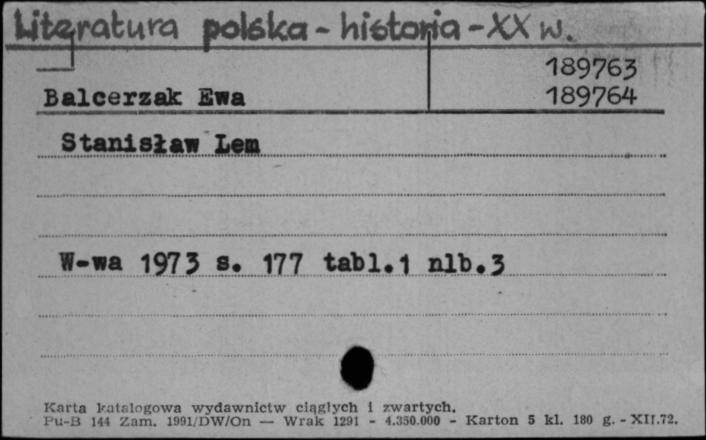 Literatura polska - historia - XX w.
189763
Balcerzak Ewa 189764
Stanisław Lem
W-wa 1973 s. 177 tabl.1 nlb.3
Karta katalogowa wydawnictw ciągłych i zwartych.
Pu-B 144 Zam. 1991/DW/On — Wrak 1291 - 4.350.000 - Karton 5 kl. 180 g. - XII.72.